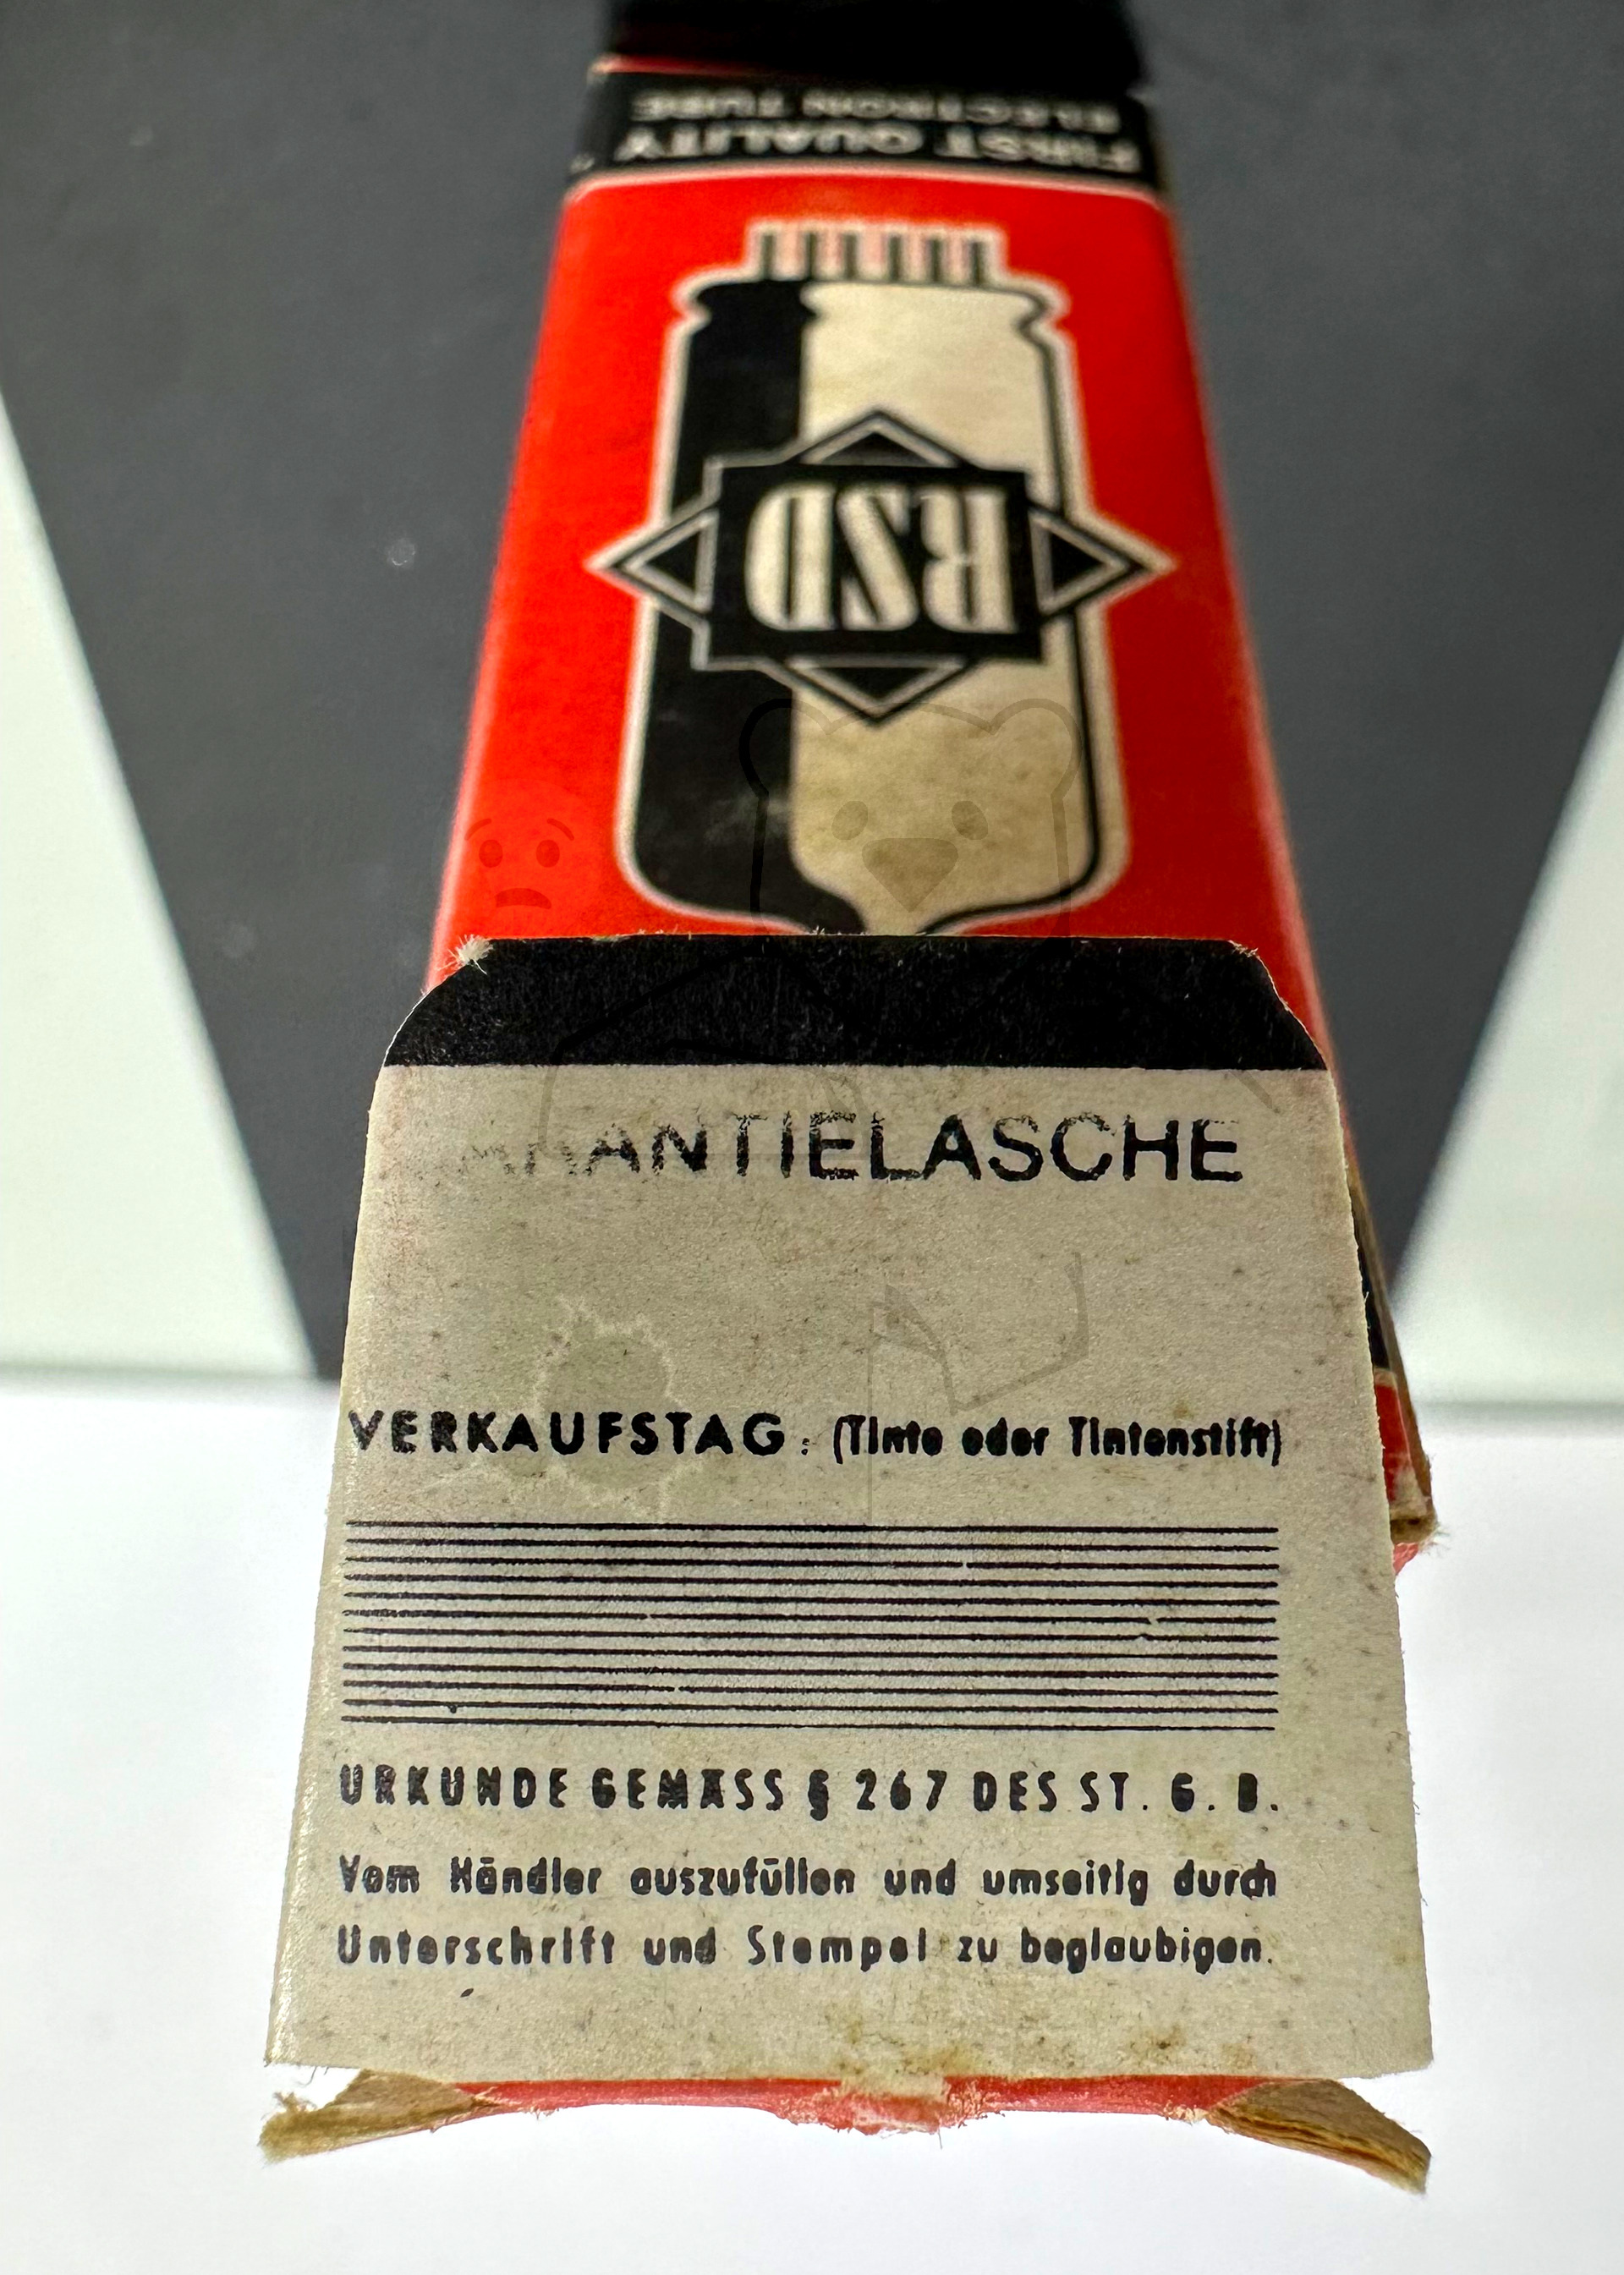 FIRST QUALITY
ELECTRON TUBE
RSD
ARANTIELASCHE
VERKAUFSTAG: (Tinte oder Tintenstift)
URKUNDE GEMÄSS § 267 DES ST. G. B.
Vom Händler auszufüllen und umseitig durch
Unterschrift und Stempel zu beglaubigen.